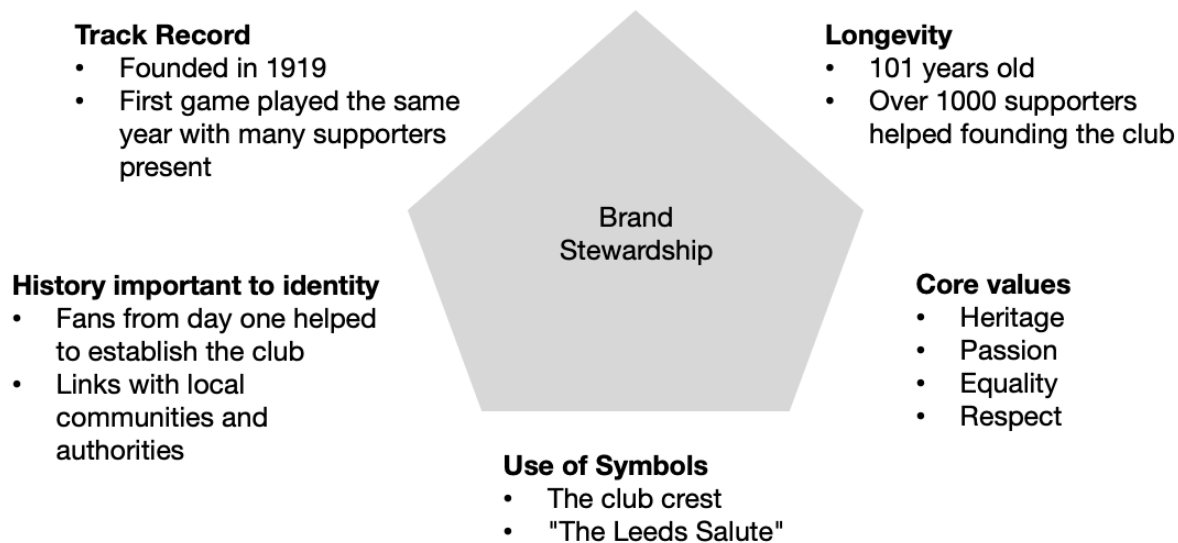 Track Record
• Founded in 1919
• First game played the same
year with many supporters
present
Longevity
• 101 years old
• Over 1000 supporters
helped founding the club
Brand
Stewardship
History important to identity
• Fans from day one helped
to establish the club
• Links with local
communities and
authorities
Core values
• Heritage
• Passion
• Equality
• Respect
Use of Symbols
• The club crest
• "The Leeds Salute"